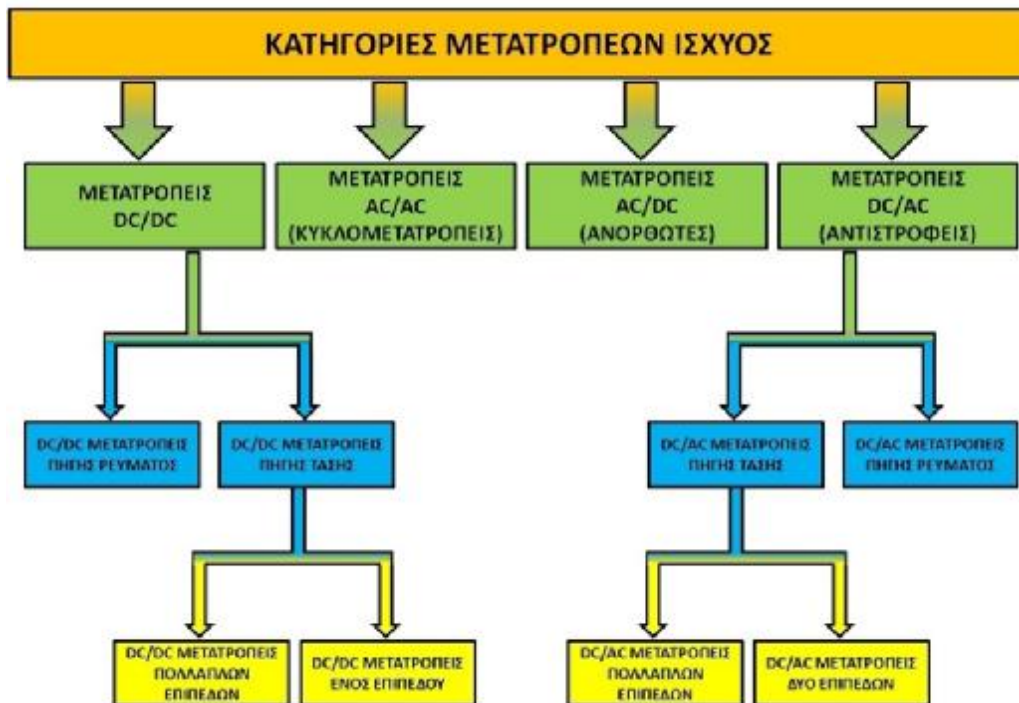 ΚΑΤΗΓΟΡΙΕΣ ΜΕΤΑΤΡΟΠΕΩΝ ΙΣΧΥΟΣ
ΜΕΤΑΤΡΟΠΕΙΣ
DC/DC
ΜΕΤΑΤΡΟΠΕΙΣ
AC/AC
(ΚΥΚΛΟΜΕΤΑΤΡΟΠΕΙΣ)
ΜΕΤΑΤΡΟΠΕΙΣ
AC/DC
(ΑΝΟΡΘΩΤΕΣ)
ΜΕΤΑΤΡΟΠΕΙΣ
DC/AC
(ΑΝΤΙΣΤΡΟΦΕΙΣ)
DC/DC ΜΕΤΑΤΡΟΠΕΙΣ
ΠΗΓΗΣ ΡΕΥΜΑΤΟΣ
DC/DC ΜΕΤΑΤΡΟΠΕΙΣ
ΠΗΓΗΣ ΤΑΣΗΣ
DC/AC ΜΕΤΑΤΡΟΠΕΙΣ
ΠΗΓΗΣ ΤΑΣΗΣ
DC/AC ΜΕΤΑΤΡΟΠΕΙΣ
ΠΗΓΗΣ ΡΕΥΜΑΤΟΣ
DC/DC ΜΕΤΑΤΡΟΠΕΙΣ
ΠΟΛΛΑΠΛΩΝ
ΕΠΙΠΕΔΩΝ
DC/DC ΜΕΤΑΤΡΟΠΕΙΣ
ΕΝΟΣ ΕΠΙΠΕΔΟΥ
DC/AC ΜΕΤΑΤΡΟΠΕΙΣ
ΠΟΛΛΑΠΛΩΝ
ΕΠΙΠΕΔΩΝ
DC/AC ΜΕΤΑΤΡΟΠΕΙΣ
ΔΥΟ ΕΠΙΠΕΔΩΝ